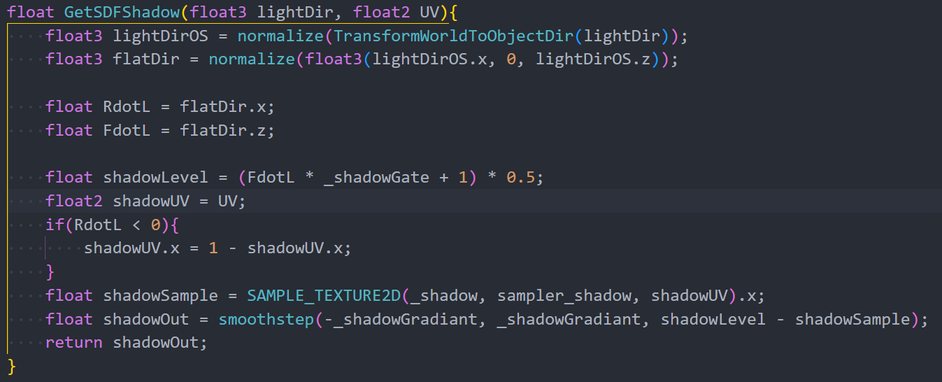 float GetSDFShadow(float3 lightDir, float2 UV){
    float3 lightDirOS = normalize(TransformWorldToObjectDir(lightDir));
    float3 flatDir = normalize(float3(lightDirOS.x, 0, lightDirOS.z));

    float RdotL = flatDir.x;
    float FdotL = flatDir.z;

    float shadowLevel = (FdotL * _shadowGate + 1) * 0.5;
    float2 shadowUV = UV;
    if(RdotL < 0){
        shadowUV.x = 1 - shadowUV.x;
    }
    float shadowSample = SAMPLE_TEXTURE2D(_shadow, sampler_shadow, shadowUV).x;
    float shadowOut = smoothstep(-_shadowGradiant, _shadowGradiant, shadowLevel - shadowSample);
    return shadowOut;
}